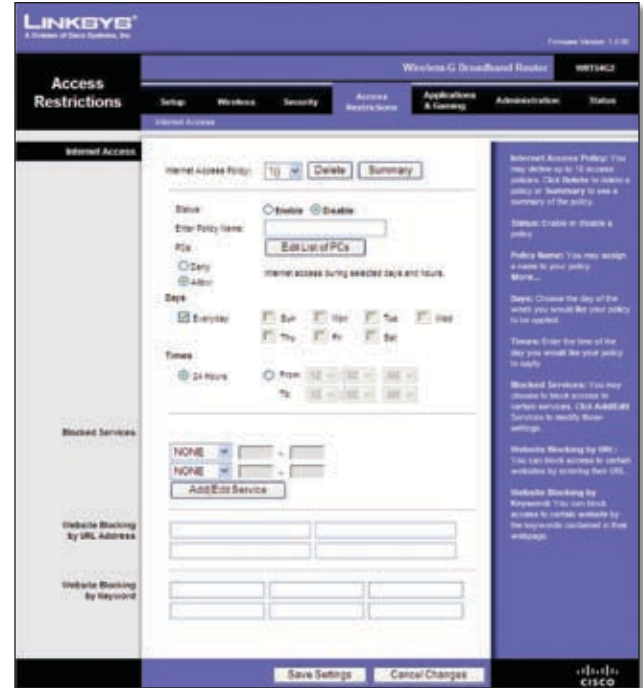 LINKSYS®
A Division of Cisco Systems, Inc.
Firmware Version: 1.0.00
Wireless-G Broadband Router
WRT54G2
Access Restrictions
Setup
Wireless
Security
Access Restrictions
Applications & Gaming
Administration
Status
Internet Access
Internet Access
Internet Access Policy:
Delete
Summary
Status:
Enable
Disable
Enter Policy Name:
PCs:
Edit List of PCs
Deny
Allow
Internet access during selected days and hours.
Days
Everyday
Sun
Mon
Tue
Wed
Thu
Fri
Sat
Times
24 Hours
From:
To:
Blocked Services
NONE
~
NONE
~
Add/Edit Service
Website Blocking
by URL Address
Website Blocking
by Keyword
Internet Access Policy: You
may define up to 10 access
policies. Click Delete to delete a
policy or Summary to see a
summary of the policy.
Status: Enable or disable a
policy.
Policy Name: You may assign
a name to your policy.
More...
Days: Choose the day of the
week you would like your policy
to be applied.
Times: Enter the time of the
day you would like your policy
to apply.
Blocked Services: You may
choose to block access to
certain services. Click Add/Edit
Services to modify these
settings.
Website Blocking by URL:
You can block access to certain
websites by entering their URL.
Website Blocking by
Keyword: You can block
access to certain website by
the keywords contained in their
webpage.
Save Settings
Cancel Changes
CISCO